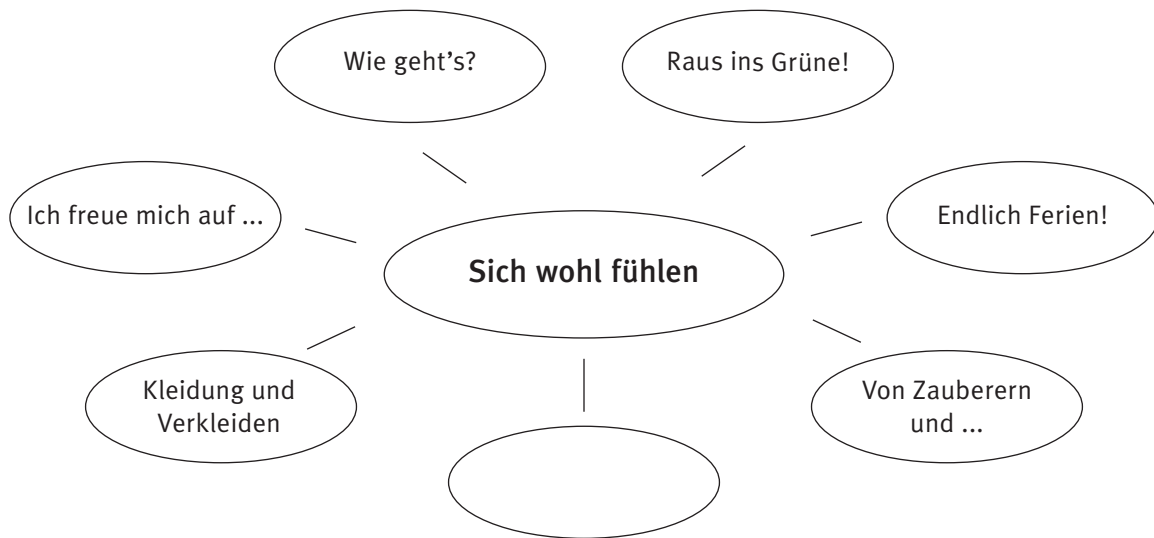 Wie geht's?
Raus ins Grüne!
Ich freue mich auf ...
Endlich Ferien!
Sich wohl fühlen
Kleidung und
Verkleiden
Von Zauberern
und ...